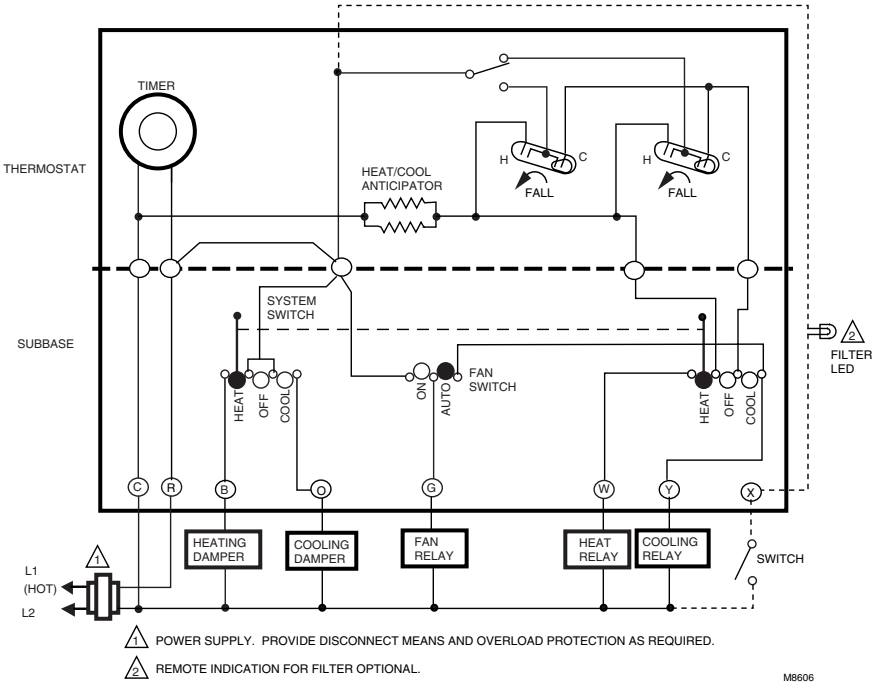 TIMER
THERMOSTAT
HEAT/COOL
ANTICIPATOR
H
C
FALL
H
C
FALL
SYSTEM
SWITCH
SUBBASE
2
FILTER
LED
HEAT
OFF
COOL
ON
AUTO
FAN
SWITCH
HEAT
OFF
COOL
C
R
B
O
G
W
Y
X
HEATING
DAMPER
COOLING
DAMPER
FAN
RELAY
HEAT
RELAY
COOLING
RELAY
SWITCH
1
L1
(HOT)
L2
1 POWER SUPPLY. PROVIDE DISCONNECT MEANS AND OVERLOAD PROTECTION AS REQUIRED.
2 REMOTE INDICATION FOR FILTER OPTIONAL.
M8606